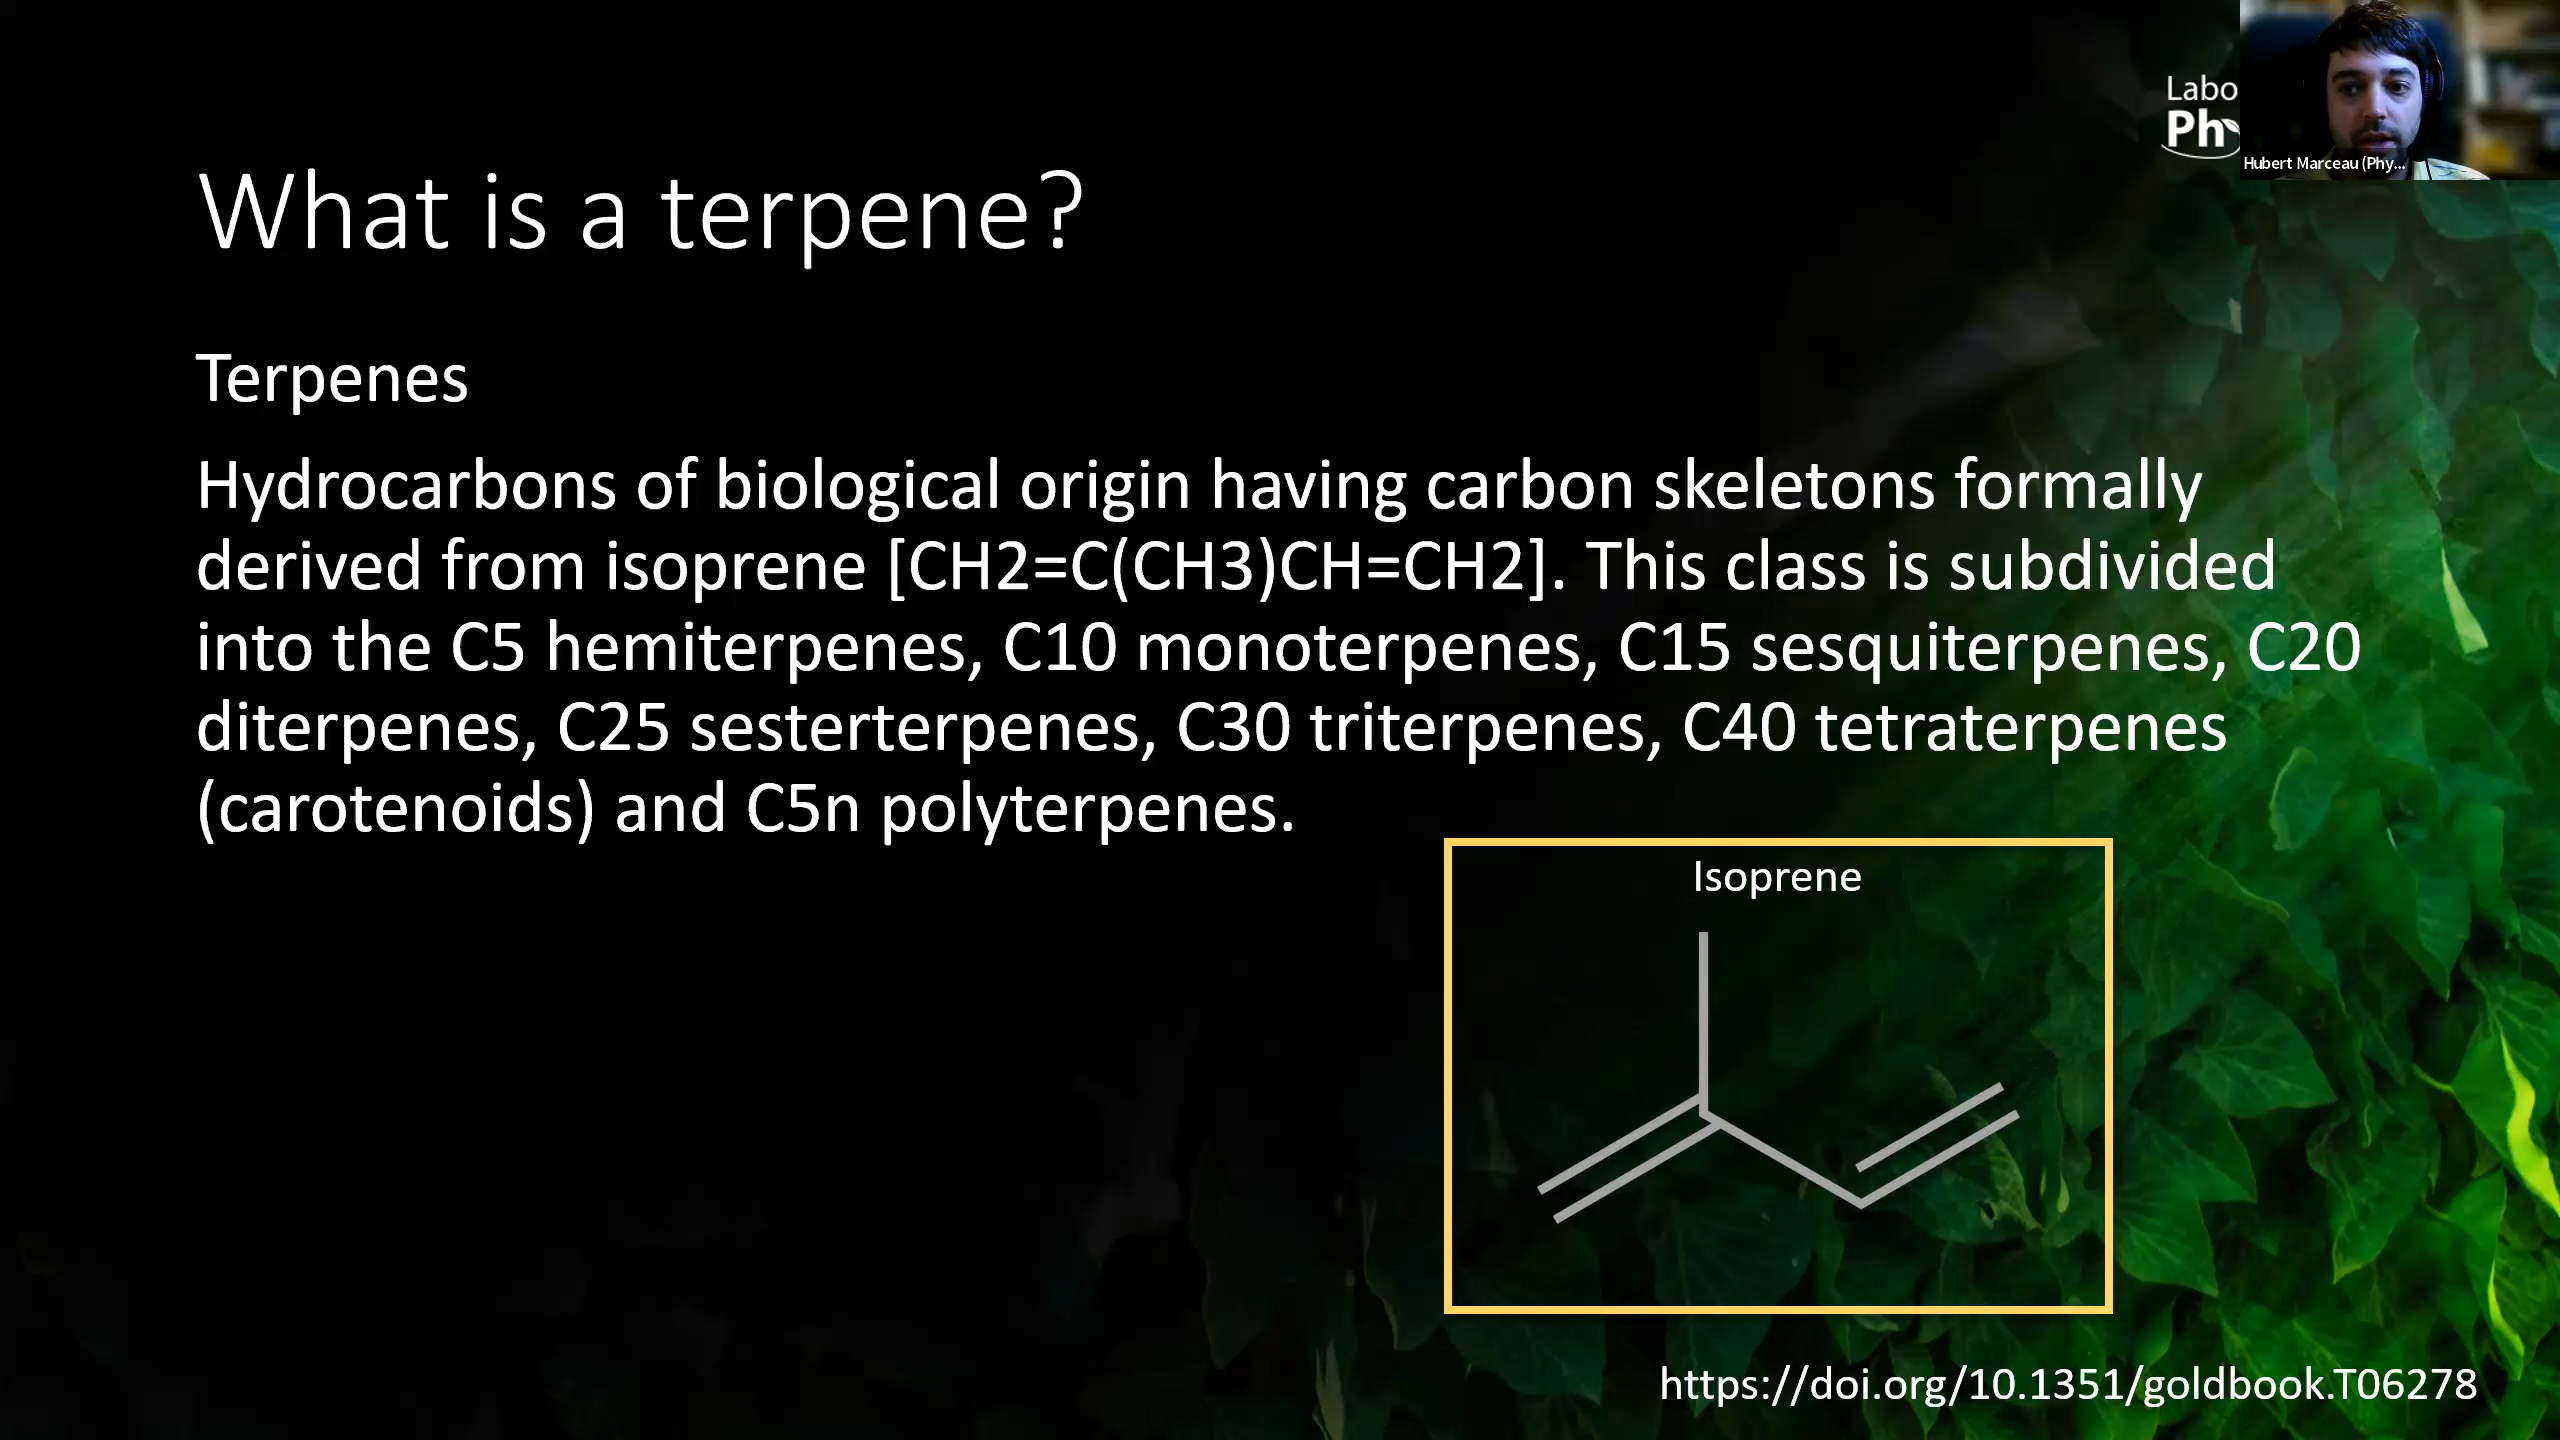 What is a terpene?
Labo
Ph
Hubert Marceau (Phy...
Terpenes
Hydrocarbons of biological origin having carbon skeletons formally
derived from isoprene [CH2=C(CH3)CH=CH2]. This class is subdivided
into the C5 hemiterpenes, C10 monoterpenes, C15 sesquiterpenes, C20
diterpenes, C25 sesterterpenes, C30 triterpenes, C40 tetraterpenes
(carotenoids) and C5n polyterpenes.
Isoprene
https://doi.org/10.1351/goldbook.T06278